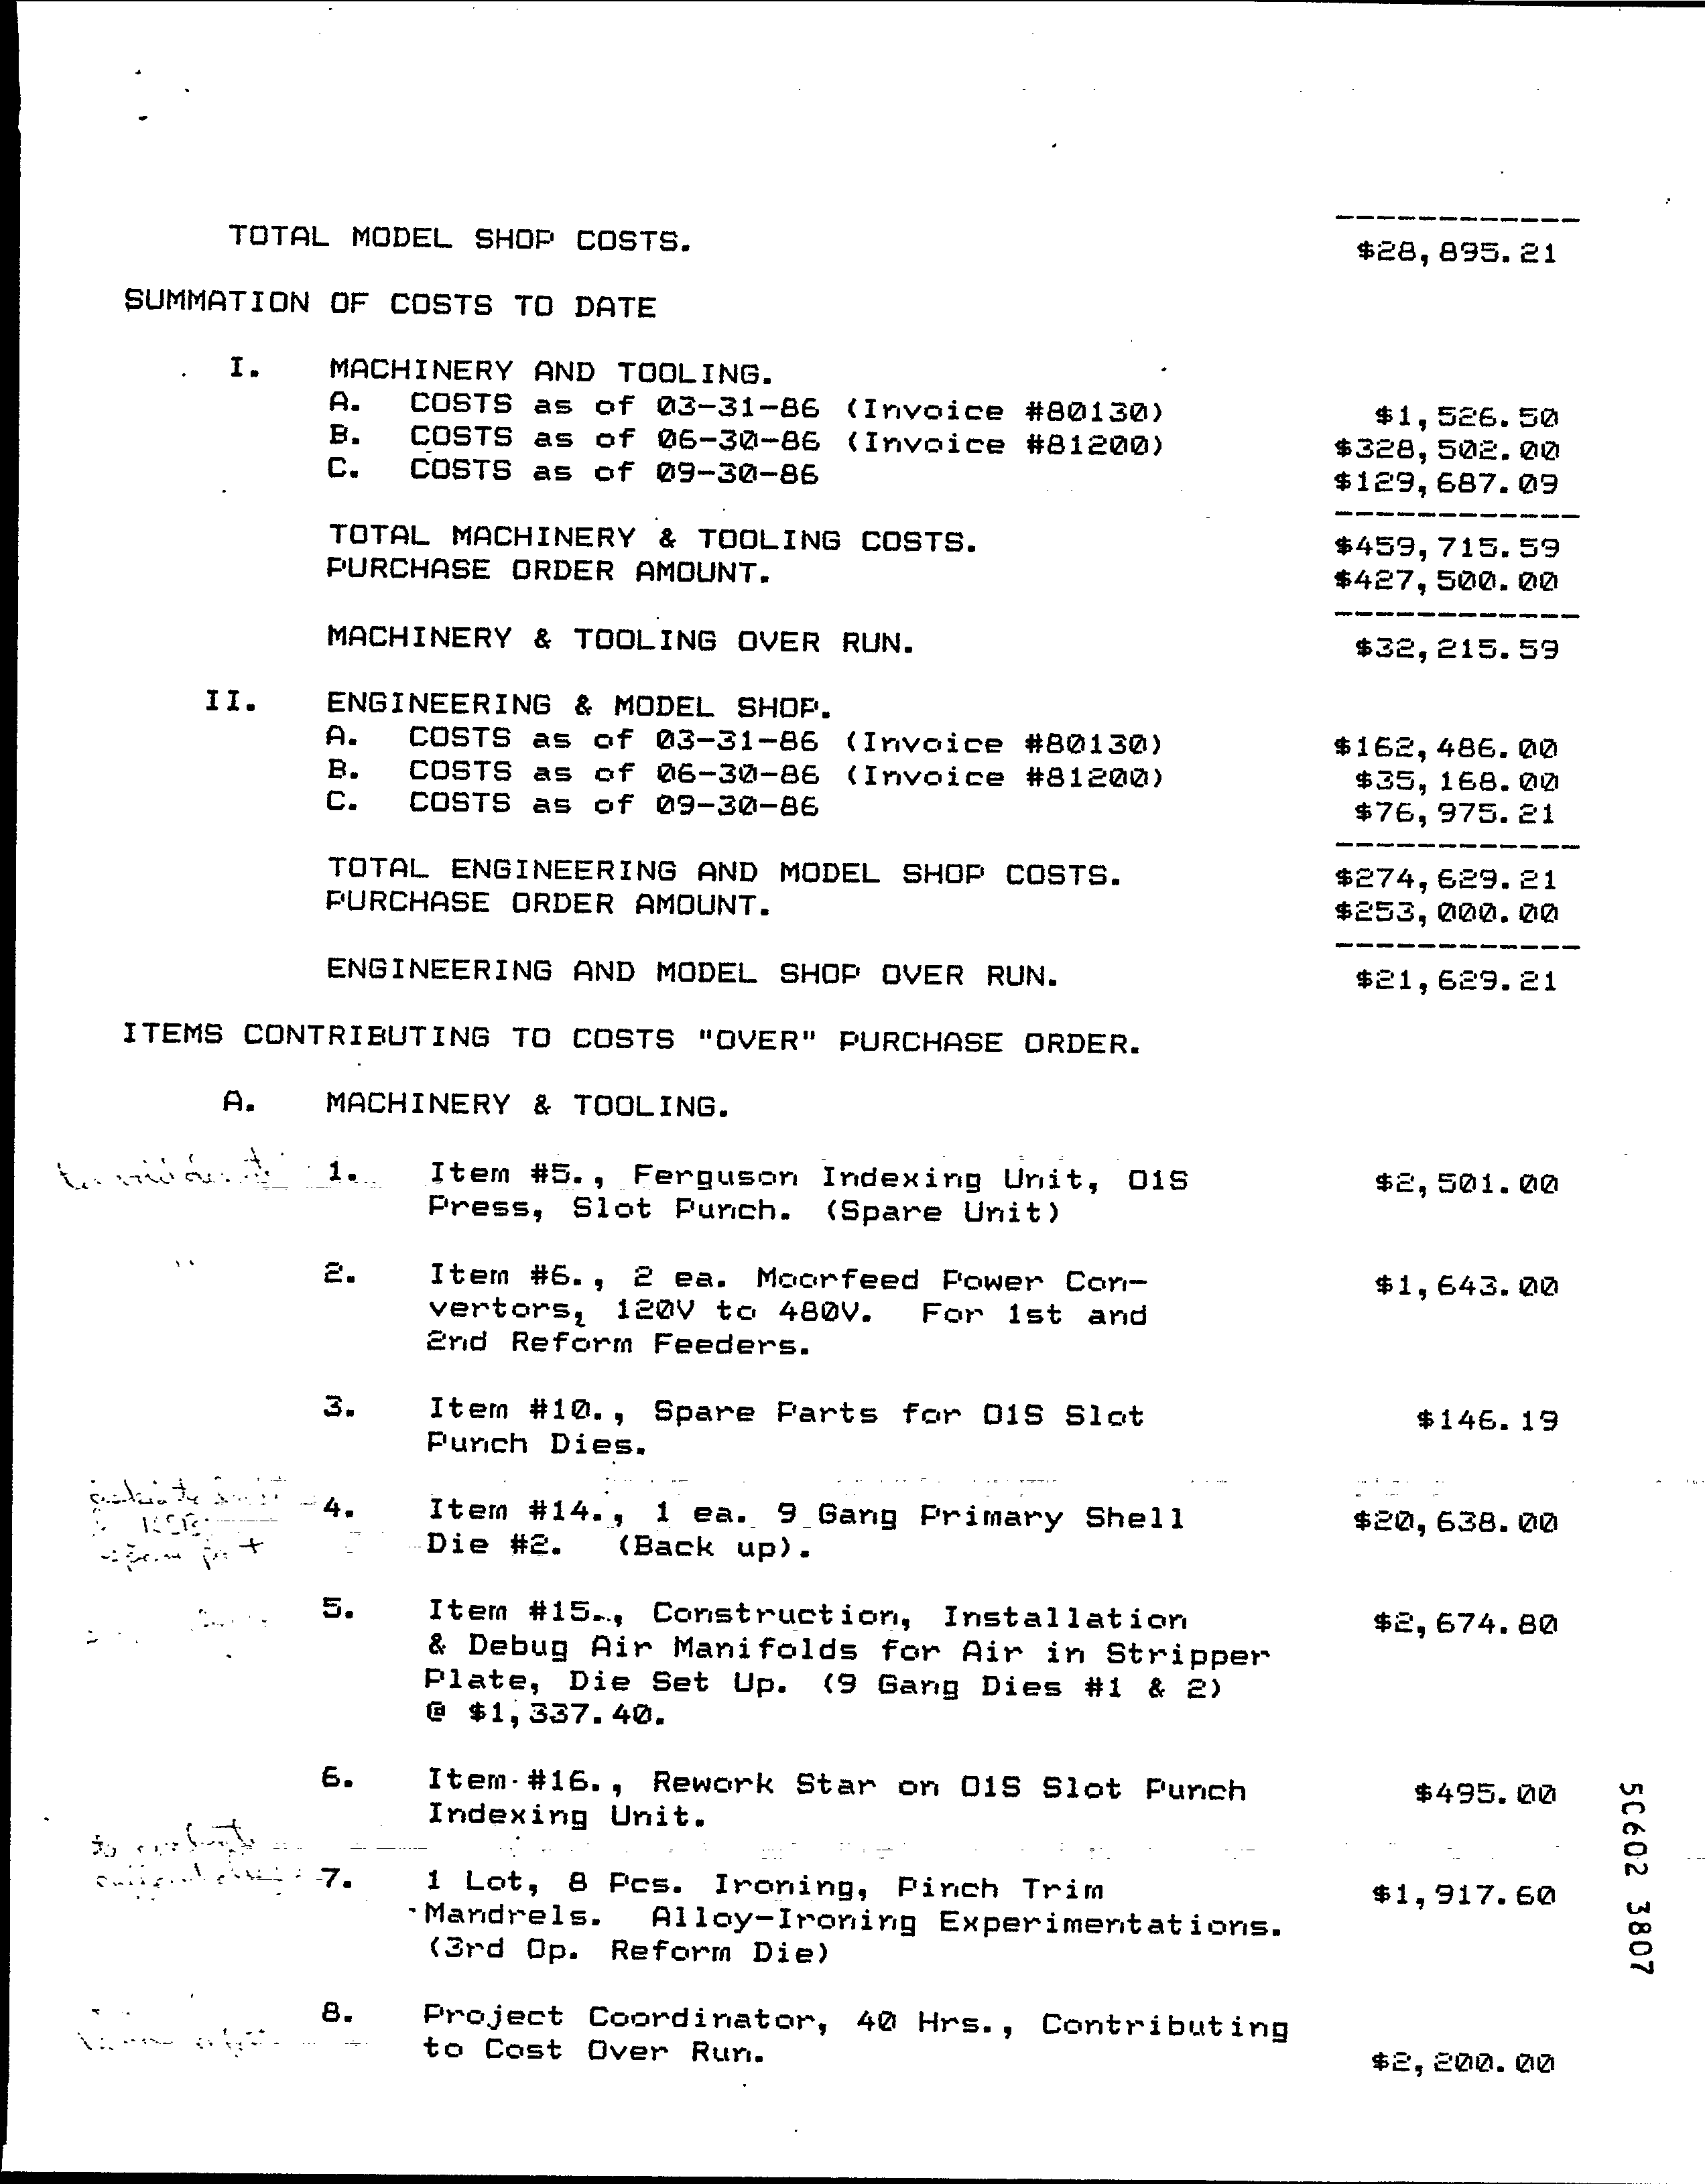 TOTAL MODEL SHOP COSTS. $28,895.21
SUMMATION OF COSTS TO DATE
I. MACHINERY AND TOOLING.
A. COSTS as of 03-31-86 (Invoice #80130) $1,526.50
B. COSTS as of 06-30-86 (Invoice #81200) $328,502.00
C. COSTS as of 09-30-86 $129,687.09
TOTAL MACHINERY & TOOLING COSTS. $459,715.59
PURCHASE ORDER AMOUNT. $427,500.00
MACHINERY & TOOLING OVER RUN. $32,215.59
II. ENGINEERING & MODEL SHOP.
A. COSTS as of 03-31-86 (Invoice #80130) $162,486.00
B. COSTS as of 06-30-86 (Invoice #81200) $35,168.00
C. COSTS as of 09-30-86 $76,975.21
TOTAL ENGINEERING AND MODEL SHOP COSTS. $274,629.21
PURCHASE ORDER AMOUNT. $253,000.00
ENGINEERING AND MODEL SHOP OVER RUN. $21,629.21
ITEMS CONTRIBUTING TO COSTS "OVER" PURCHASE ORDER.
A. MACHINERY & TOOLING.
1. Item #5., Ferguson Indexing Unit, O1S $2,501.00
Press, Slot Punch. (Spare Unit)
2. Item #6., 2 ea. Moorfeed Power Con- $1,643.00
vertors, 120V to 480V. For 1st and
2nd Reform Feeders.
3. Item #10., Spare Parts for O1S Slot $146.19
Punch Dies.
4. Item #14., 1 ea. 9 Gang Primary Shell $20,638.00
Die #2. (Back up).
5. Item #15., Construction, Installation $2,674.80
& Debug Air Manifolds for Air in Stripper
Plate, Die Set Up. (9 Gang Dies #1 & 2)
@ $1,337.40.
6. Item #16., Rework Star on O1S Slot Punch $495.00
Indexing Unit.
7. 1 Lot, 8 Pcs. Ironing, Pinch Trim $1,917.60
Mandrels. Alloy-Ironing Experimentations.
(3rd Op. Reform Die)
8. Project Coordinator, 40 Hrs., Contributing
to Cost Over Run. $2,200.00
5C602 3807